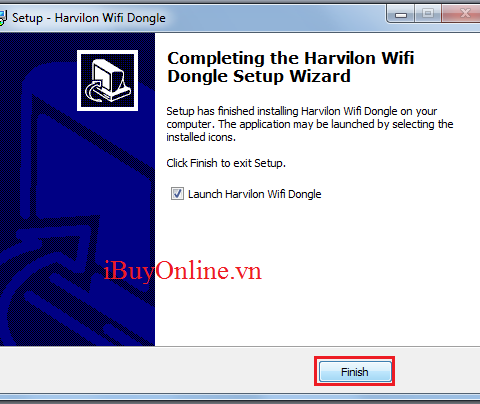 Setup - Harvilon Wifi Dongle
Completing the Harvilon Wifi
Dongle Setup Wizard
Setup has finished installing Harvilon Wifi Dongle on your
computer. The application may be launched by selecting the
installed icons.
Click Finish to exit Setup.
Launch Harvilon Wifi Dongle
iBuyOnline.vn
Finish